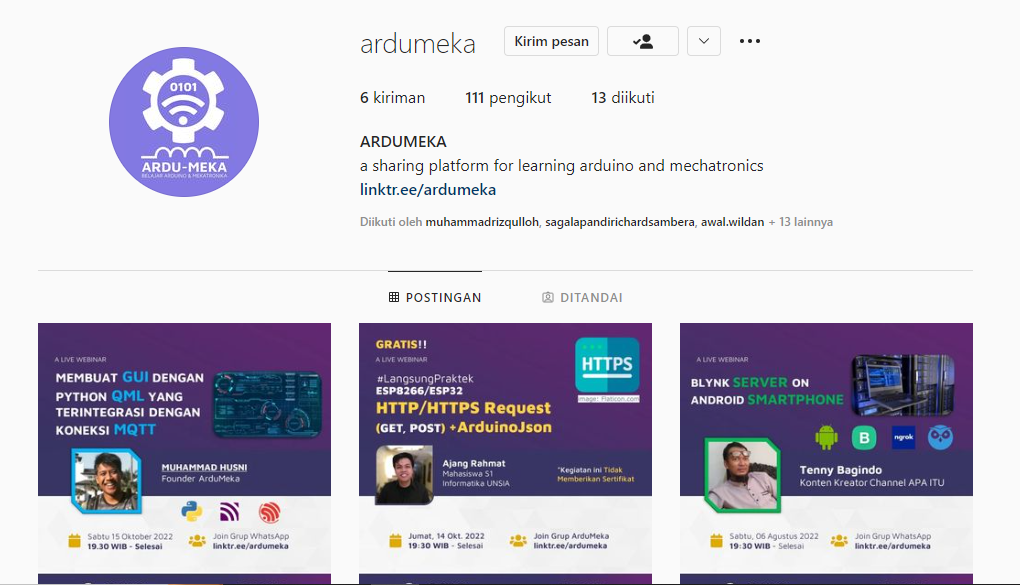 ardumeka
Kirim pesan
6 kiriman
111 pengikut
13 diikuti
ARDUMEKA
a sharing platform for learning arduino and mechatronics
linktr.ee/ardumeka
Diikuti oleh muhammadrizqulloh, sagalapandirichardsambera, awal.wildan + 13 lainnya
0101
ARDU-MEKA
BELAJAR ARDUINO & MEKATRONIKA
POSTINGAN
DITANDAI
A LIVE WEBINAR
MEMBUAT GUI DENGAN
PYTHON QML YANG
TERINTEGRASI DENGAN
KONEKSI MQTT
MUHAMMAD HUSNI
Founder ArduMeka
Sabtu 15 Oktober 2022
19.30 WIB - Selesai
Join Grup WhatsApp
linktr.ee/ardumeka
GRATIS!!
A LIVE WEBINAR
#LangsungPraktek
ESP8266/ESP32
HTTP/HTTPS Request
(GET, POST) +ArduinoJson
HTTPS
image: Flaticon.com
Ajang Rahmat
Mahasiswa S1
Informatika UNSIA
*Kegiatan ini Tidak
Memberikan Sertifikat
Jumat, 14 Okt. 2022
19:30 WIB - Selesai
Join Grup ArduMeka
linktr.ee/ardumeka
A LIVE WEBINAR
BLYNK SERVER ON
ANDROID SMARTPHONE
B
ngrok
Tenny Bagindo
Konten Kreator Channel APA ITU
Sabtu, 06 Agustus 2022
19:30 WIB - Selesai
Join Grup WhatsApp
linktr.ee/ardumeka